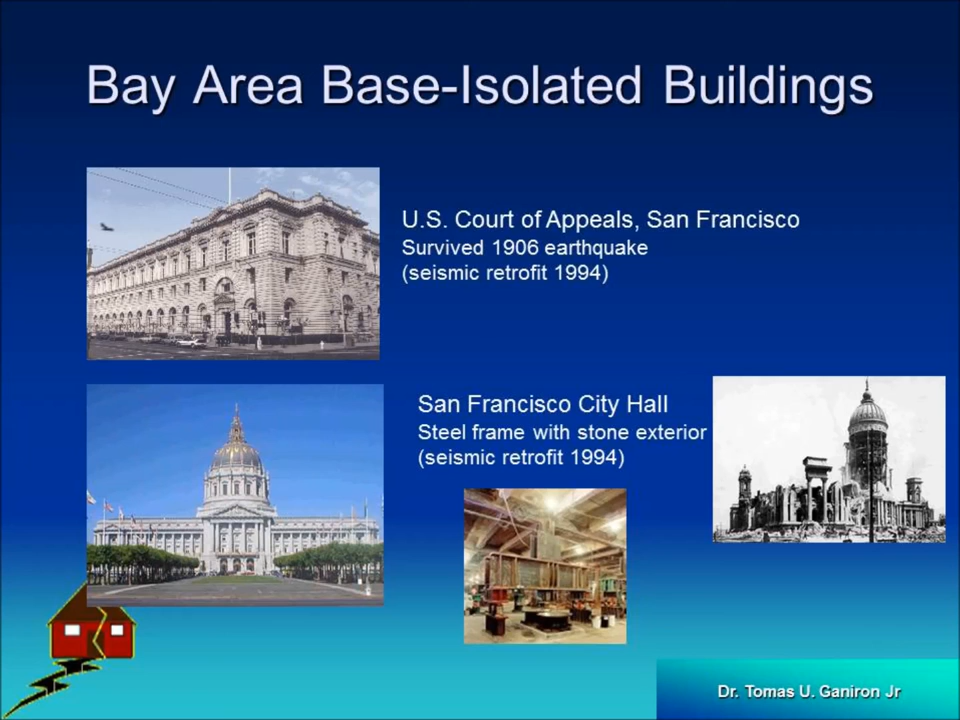 Bay Area Base-Isolated Buildings
U.S. Court of Appeals, San Francisco
Survived 1906 earthquake
(seismic retrofit 1994)
San Francisco City Hall
Steel frame with stone exterior
(seismic retrofit 1994)
Dr. Tomas U. Ganiron Jr